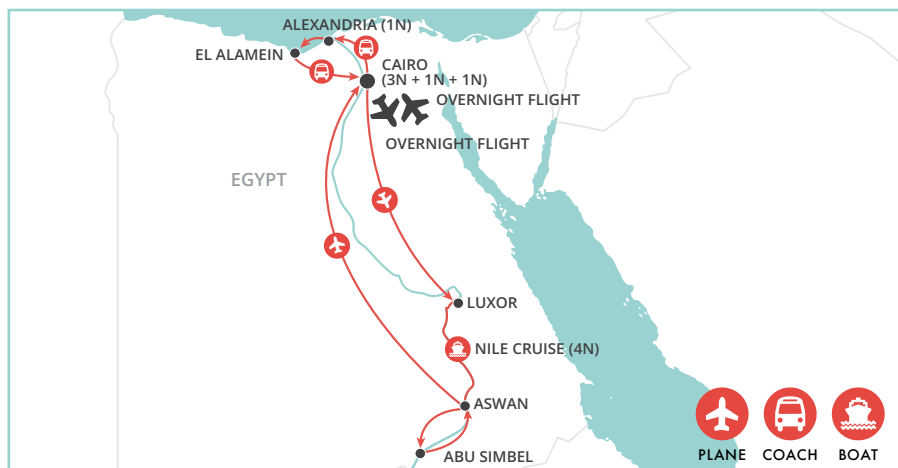 ALEXANDRIA (1N)
EL ALAMEIN
CAIRO
(3N + 1N + 1N)
OVERNIGHT FLIGHT
OVERNIGHT FLIGHT
EGYPT
LUXOR
NILE CRUISE (4N)
ASWAN
ABU SIMBEL
PLANE COACH BOAT